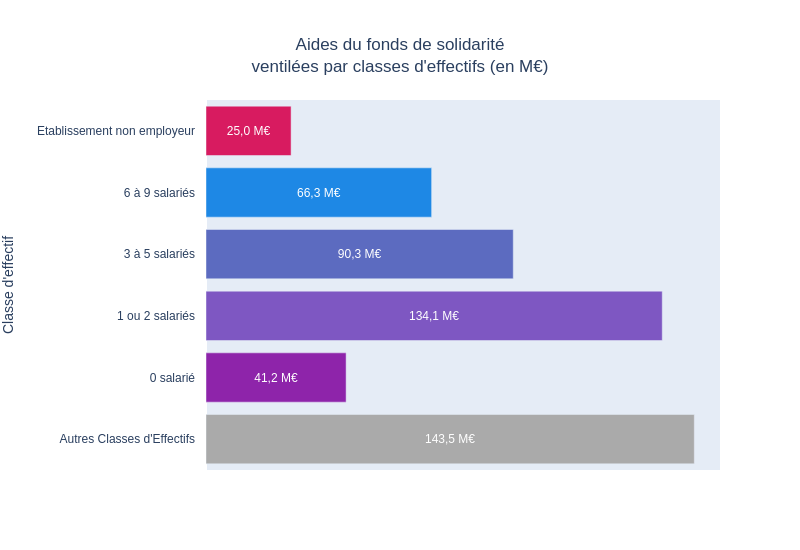 Aides du fonds de solidarité
ventilées par classes d'effectifs (en M€)
Classe d'effectif
Etablissement non employeur
25,0 M€
6 à 9 salariés
66,3 M€
3 à 5 salariés
90,3 M€
1 ou 2 salariés
134,1 M€
0 salarié
41,2 M€
Autres Classes d'Effectifs
143,5 M€